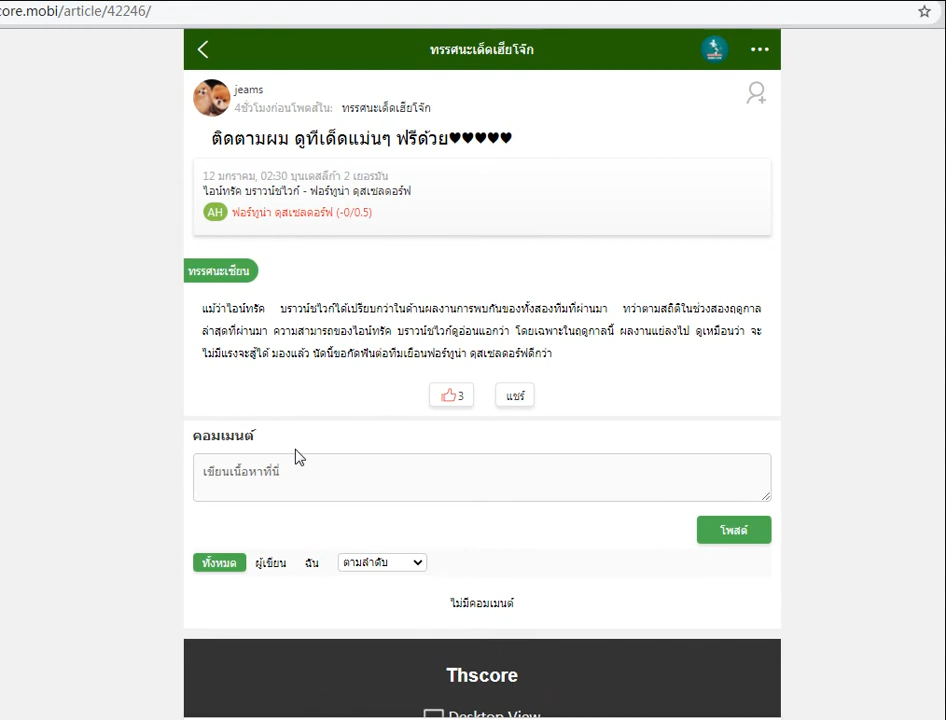 core.mobi/article/42246/
ทรรศนะเด็ดเฮียโจ๊ก
jeams
4ชั่วโมงก่อนโพตส์ใน: ทรรศนะเด็ดเฮียโจ๊ก
ติดตามผม ดูทีเด็ดแม่นๆ ฟรีด้วย♥♥♥♥♥
12 มกราคม, 02:30 บุนเดสลีก้า 2 เยอรมัน
ไอน์ทรัค บราวน์ชไวก์ - ฟอร์ทูน่า ดุสเซลดอร์ฟ
AH ฟอร์ทูน่า ดุสเซลดอร์ฟ (-0/0.5)
ทรรศนะเซียน
แม้ว่าไอน์ทรัค บราวน์ชไวก์ได้เปรียบกว่าในด้านผลงานการพบกันของทั้งสองทีมที่ผ่านมา ทว่าตามสถิติในช่วงสองฤดูกาล
ล่าสุดที่ผ่านมา ความสามารถของไอน์ทรัค บราวน์ชไวก์ดูอ่อนแอกว่า โดยเฉพาะในฤดูกาลนี้ ผลงานแย่ลงไป ดูเหมือนว่า จะ
ไม่มีแรงจะสู้ได้ มองแล้ว นัดนี้ขอกัดฟันต่อทีมเยือนฟอร์ทูน่า ดุสเซลดอร์ฟดีกว่า
3 แชร์
คอมเมนต์
เขียนเนื้อหาที่นี่
โพสต์
ทั้งหมด ผู้เขียน ฉัน ตามลำดับ
ไม่มีคอมเมนต์
Thscore
Desktop View